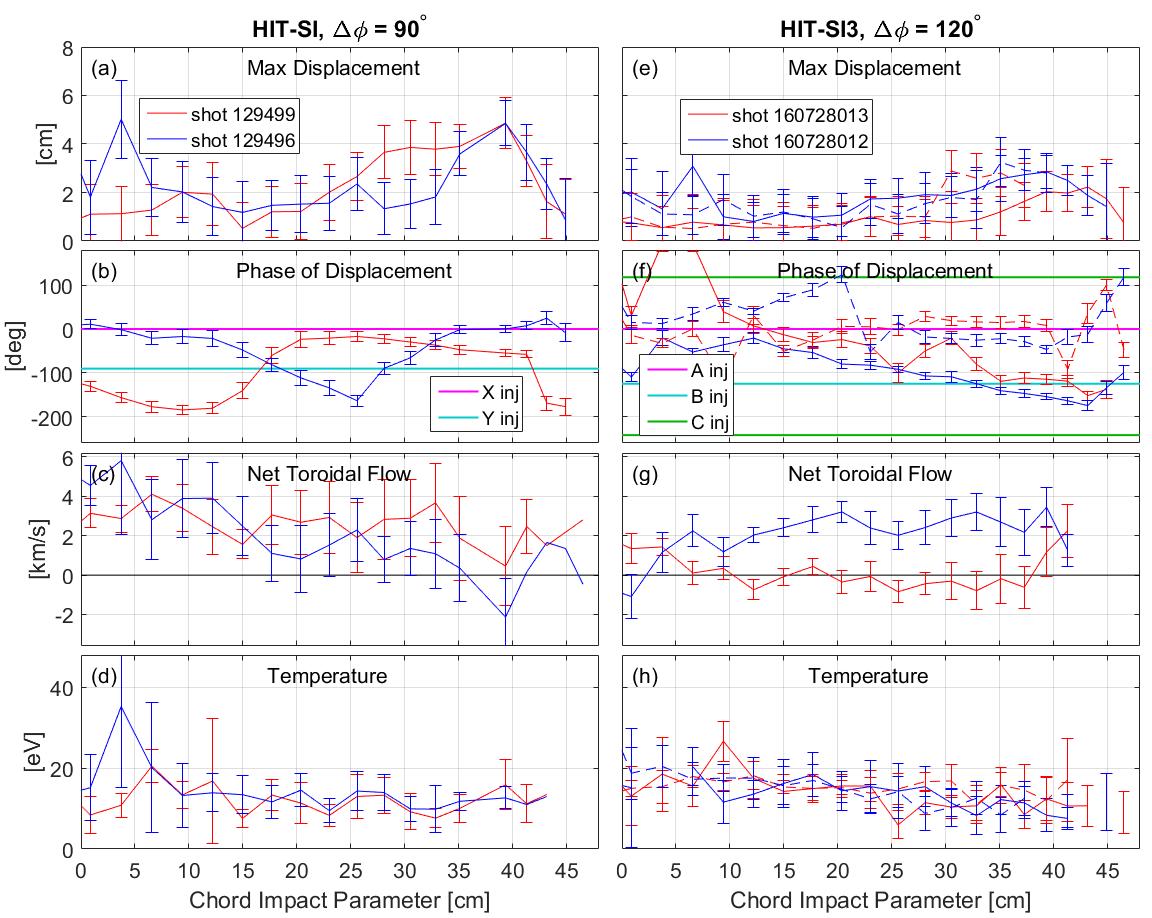 HIT-SI, Δϕ = 90°
HIT-SI3, Δϕ = 120°
(a)
Max Displacement
8
6
4
2
0
[cm]
shot 129499
shot 129496
(e)
Max Displacement
shot 160728013
shot 160728012
(b)
Phase of Displacement
100
0
-100
-200
[deg]
X inj
Y inj
(f)
Phase of Displacement
A inj
B inj
C inj
(c)
Net Toroidal Flow
6
4
2
0
-2
[km/s]
(g)
Net Toroidal Flow
(d)
Temperature
40
20
0
[eV]
0 5 10 15 20 25 30 35 40 45
Chord Impact Parameter [cm]
(h)
Temperature
0 5 10 15 20 25 30 35 40 45
Chord Impact Parameter [cm]